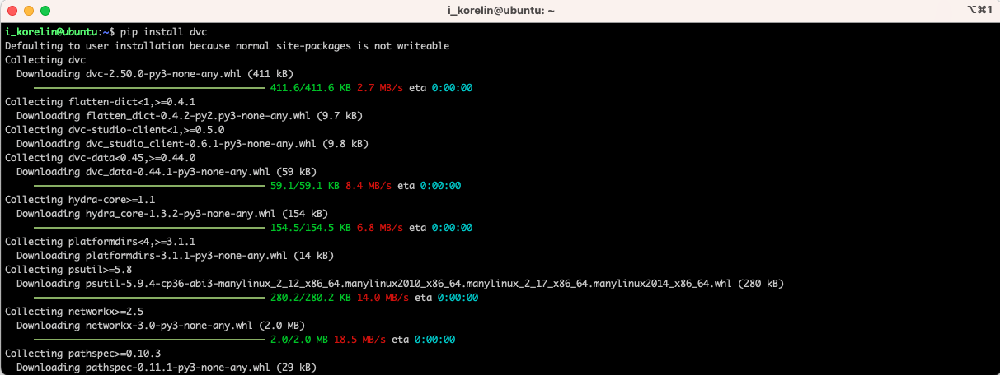 i_korelin@ubuntu: ~
⌥⌘1
i_korelin@ubuntu:~$ pip install dvc
Defaulting to user installation because normal site-packages is not writeable
Collecting dvc
  Downloading dvc-2.50.0-py3-none-any.whl (411 kB)
411.6/411.6 KB 2.7 MB/s eta 0:00:00
Collecting flatten-dict<1,>=0.4.1
  Downloading flatten_dict-0.4.2-py2.py3-none-any.whl (9.7 kB)
Collecting dvc-studio-client<1,>=0.5.0
  Downloading dvc_studio_client-0.6.1-py3-none-any.whl (9.8 kB)
Collecting dvc-data<0.45,>=0.44.0
  Downloading dvc_data-0.44.1-py3-none-any.whl (59 kB)
59.1/59.1 KB 8.4 MB/s eta 0:00:00
Collecting hydra-core>=1.1
  Downloading hydra_core-1.3.2-py3-none-any.whl (154 kB)
154.5/154.5 KB 6.8 MB/s eta 0:00:00
Collecting platformdirs<4,>=3.1.1
  Downloading platformdirs-3.1.1-py3-none-any.whl (14 kB)
Collecting psutil>=5.8
  Downloading psutil-5.9.4-cp36-abi3-manylinux_2_12_x86_64.manylinux2010_x86_64.manylinux_2_17_x86_64.manylinux2014_x86_64.whl (280 kB)
280.2/280.2 KB 14.0 MB/s eta 0:00:00
Collecting networkx>=2.5
  Downloading networkx-3.0-py3-none-any.whl (2.0 MB)
2.0/2.0 MB 18.5 MB/s eta 0:00:00
Collecting pathspec>=0.10.3
  Downloading pathspec-0.11.1-py3-none-any.whl (29 kB)